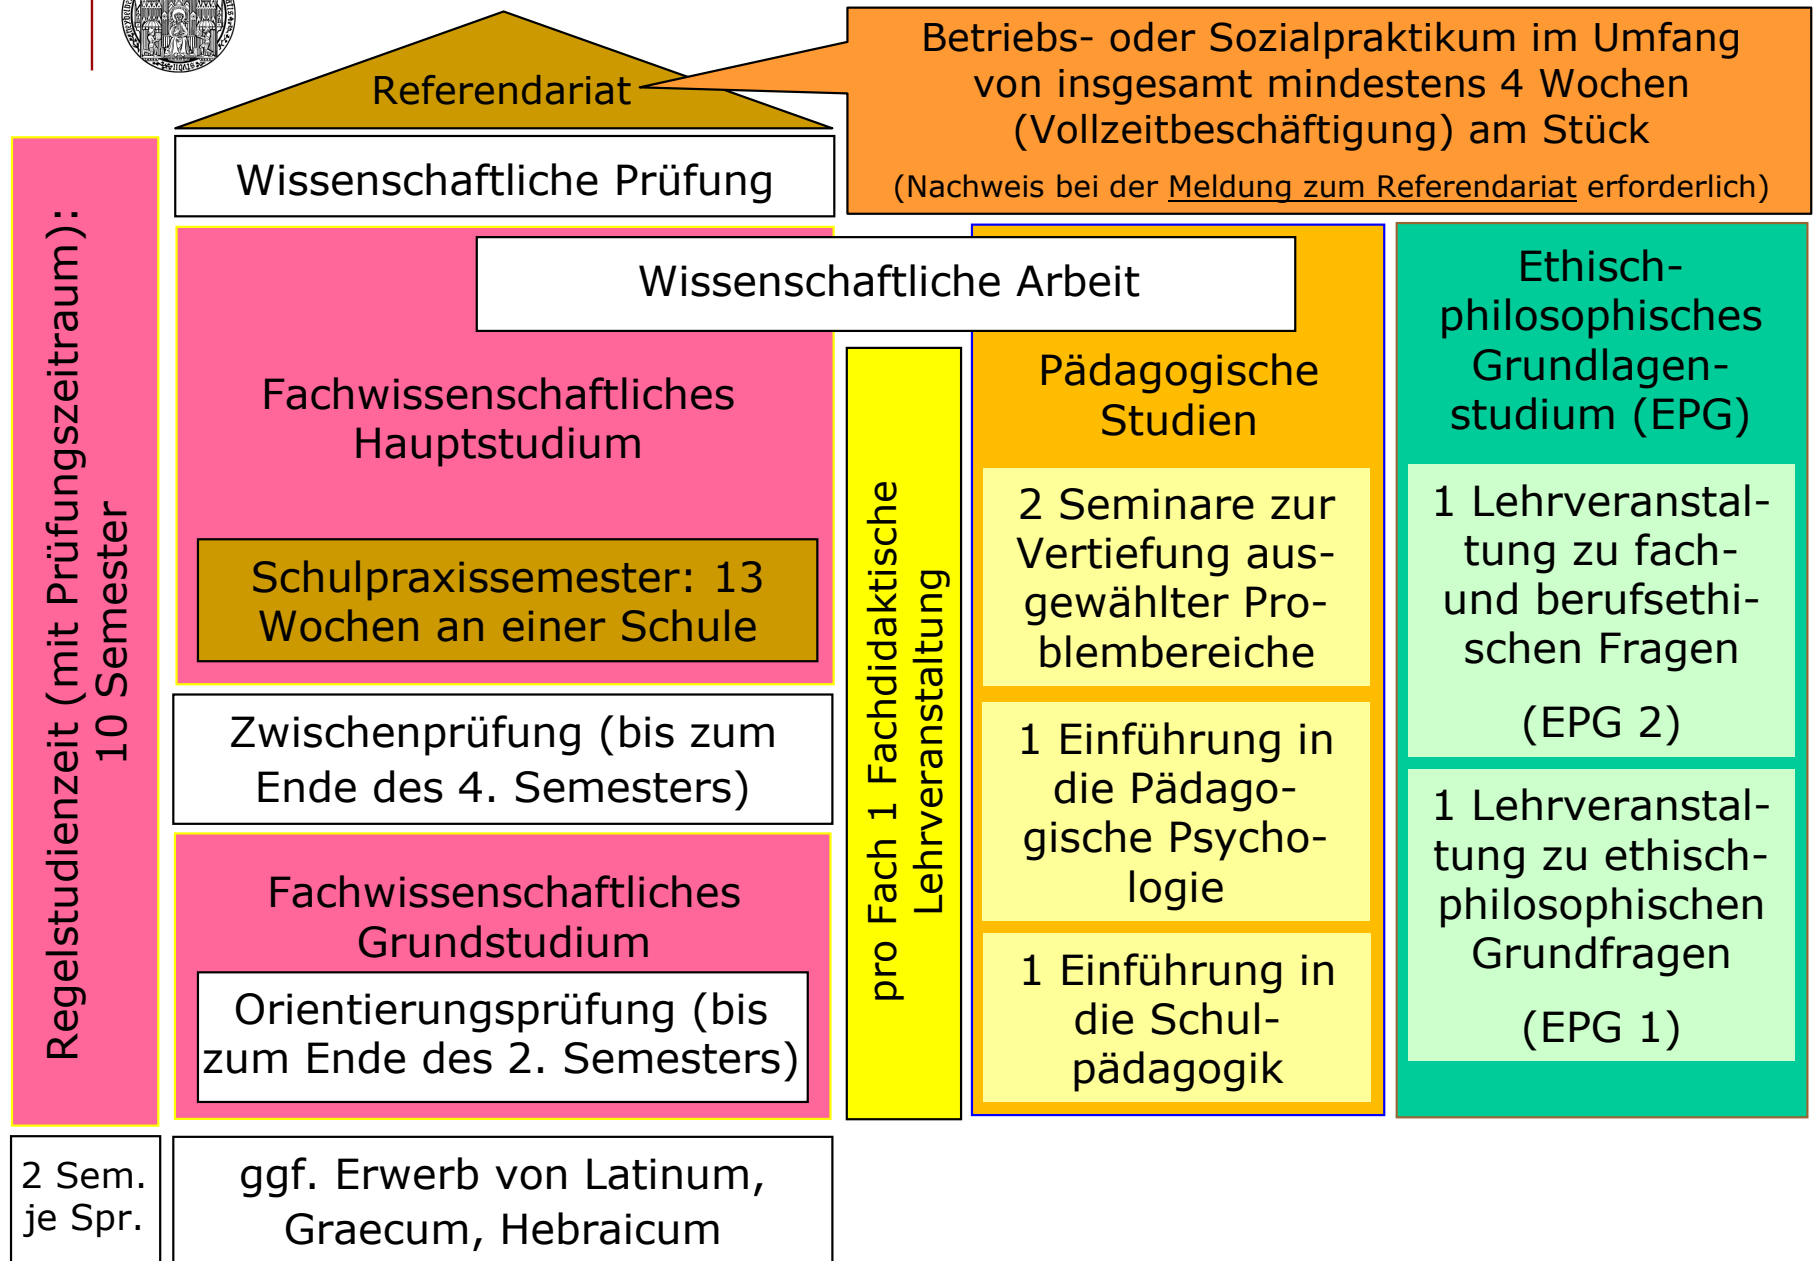 Referendariat
Betriebs- oder Sozialpraktikum im Umfang
von insgesamt mindestens 4 Wochen
(Vollzeitbeschäftigung) am Stück
(Nachweis bei der Meldung zum Referendariat erforderlich)
Regelstudienzeit (mit Prüfungszeitraum):
10 Semester
Wissenschaftliche Prüfung
Wissenschaftliche Arbeit
Fachwissenschaftliches
Hauptstudium
Schulpraxissemester: 13
Wochen an einer Schule
Zwischenprüfung (bis zum
Ende des 4. Semesters)
Fachwissenschaftliches
Grundstudium
Orientierungsprüfung (bis
zum Ende des 2. Semesters)
pro Fach 1 Fachdidaktische
Lehrveranstaltung
Pädagogische
Studien
2 Seminare zur
Vertiefung aus-
gewählter Pro-
blembereiche
1 Einführung in
die Pädago-
gische Psycho-
logie
1 Einführung in
die Schul-
pädagogik
Ethisch-
philosophisches
Grundlagen-
studium (EPG)
1 Lehrveranstal-
tung zu fach-
und berufsethi-
schen Fragen
(EPG 2)
1 Lehrveranstal-
tung zu ethisch-
philosophischen
Grundfragen
(EPG 1)
2 Sem.
je Spr.
ggf. Erwerb von Latinum,
Graecum, Hebraicum